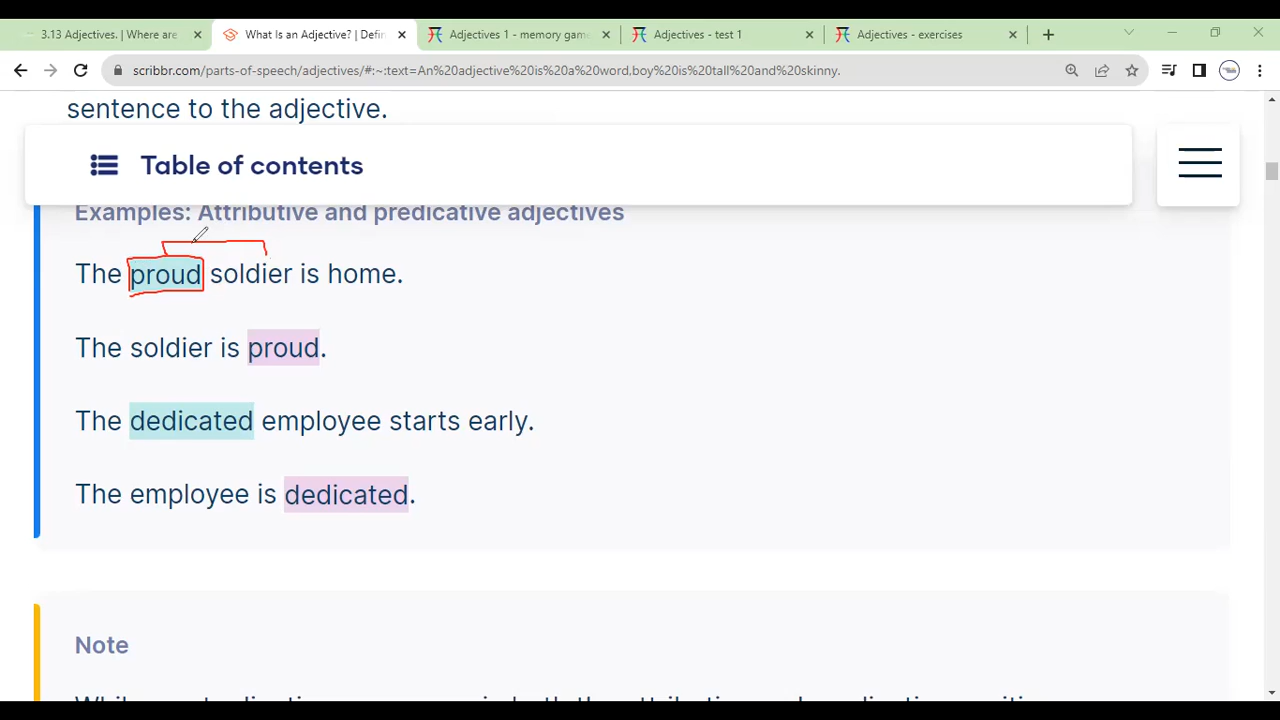 3.13 Adjectives. | Where are
What Is an Adjective? | Defin
Adjectives 1 - memory game
Adjectives - test 1
Adjectives - exercises
scribbr.com/parts-of-speech/adjectives/#:~:text=An%20adjective%20is%20a%20word,boy%20is%20tall%20and%20skinny.
sentence to the adjective.
Table of contents
Examples: Attributive and predicative adjectives
The proud soldier is home.
The soldier is proud.
The dedicated employee starts early.
The employee is dedicated.
Note